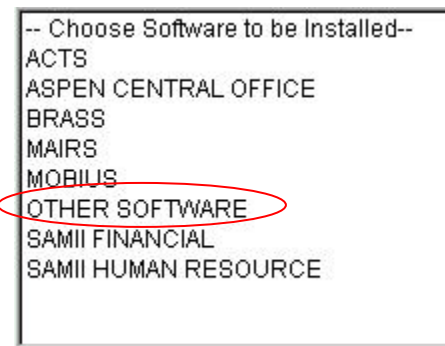 -- Choose Software to be Installed--
ACTS
ASPEN CENTRAL OFFICE
BRASS
MAIRS
MOBIUS
OTHER SOFTWARE
SAMII FINANCIAL
SAMII HUMAN RESOURCE